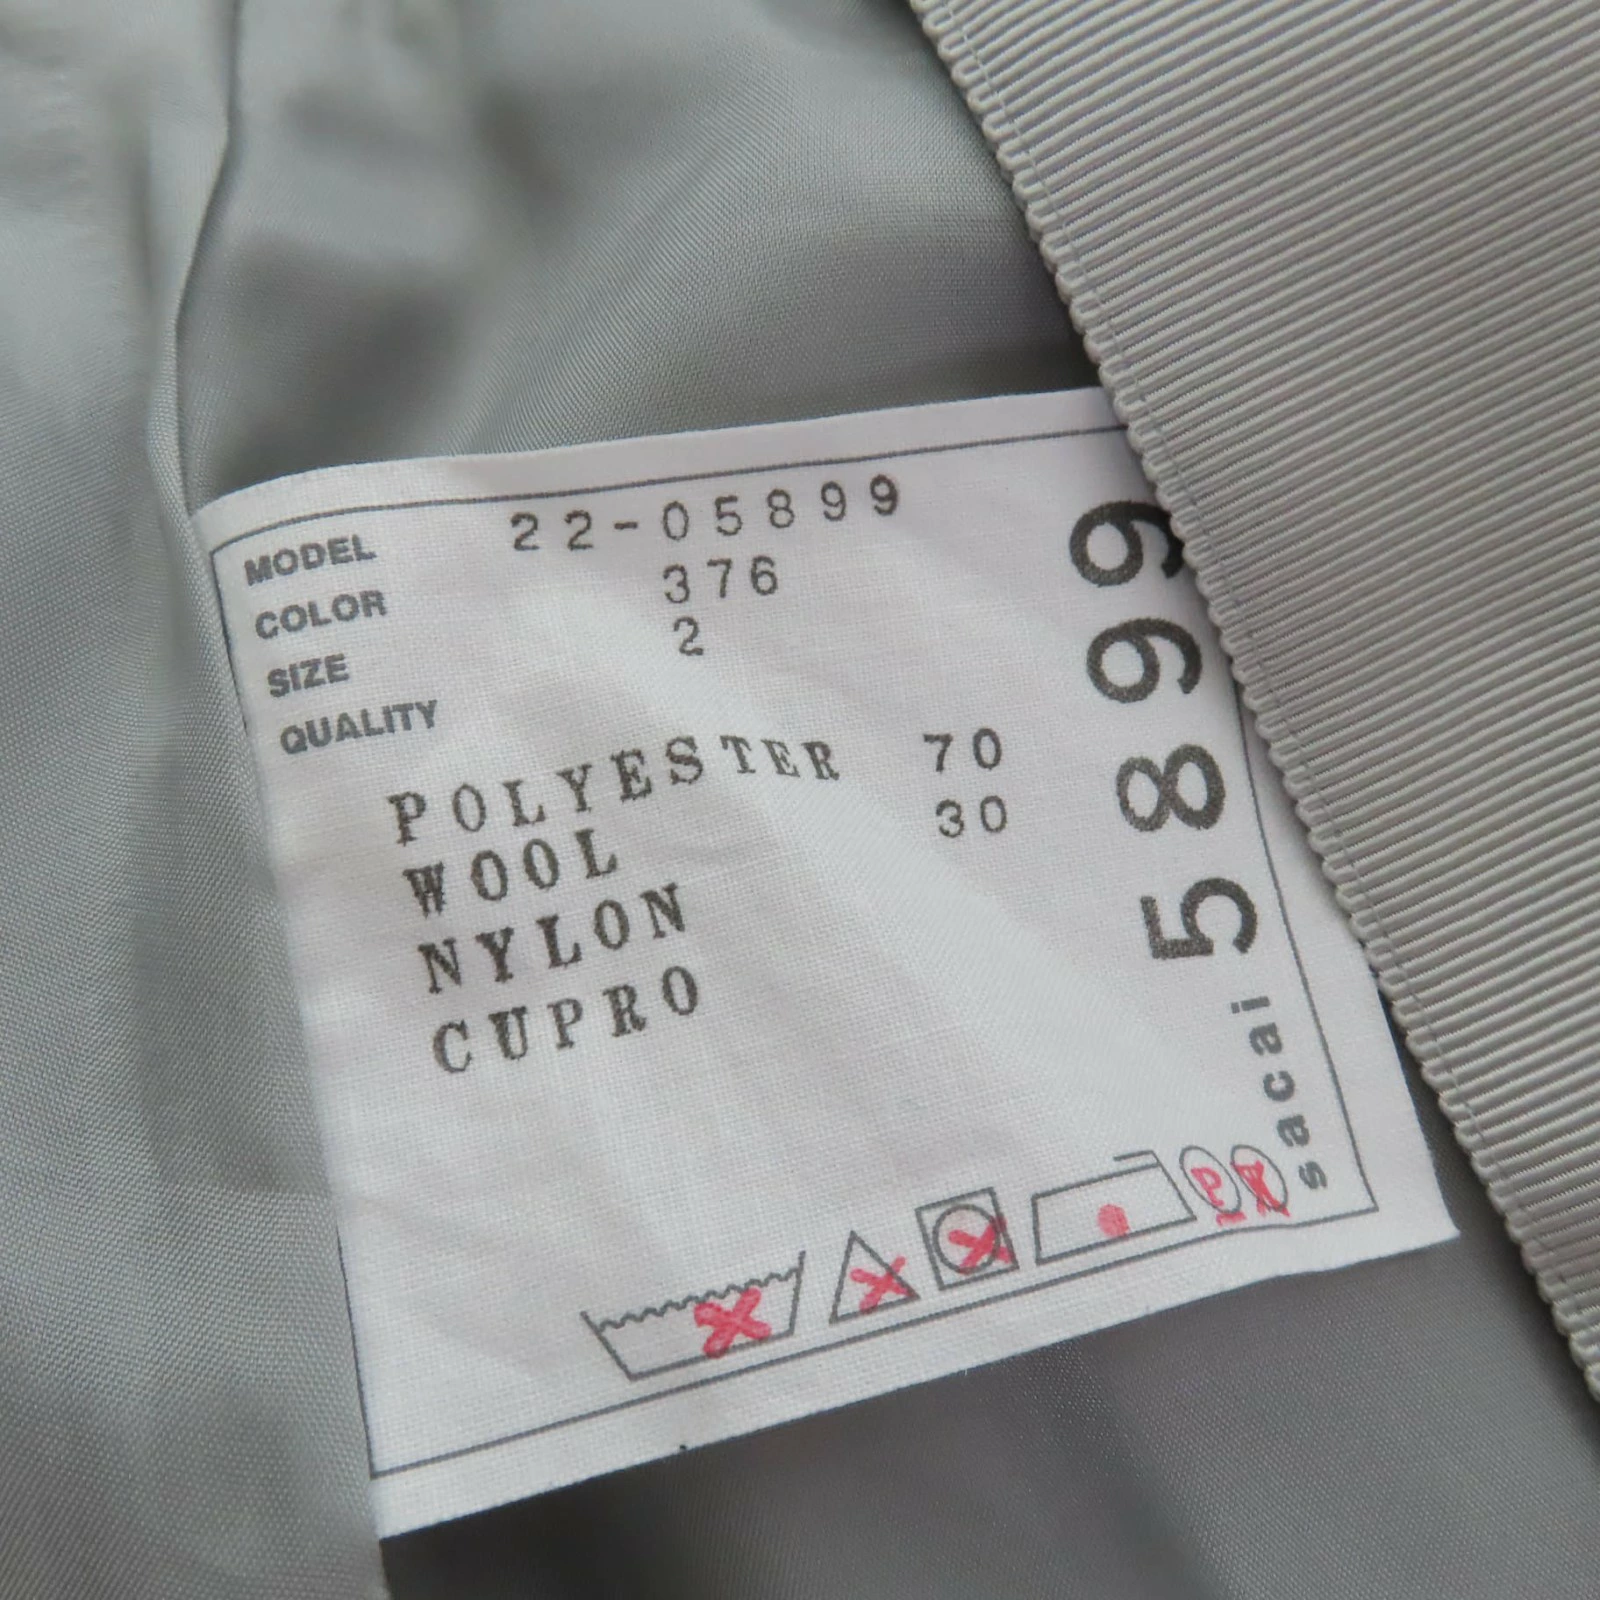 MODEL 22-05899
COLOR 376
SIZE 2
QUALITY
POLYESTER 70
WOOL 30
NYLON
CUPRO
5899
sacai
P A